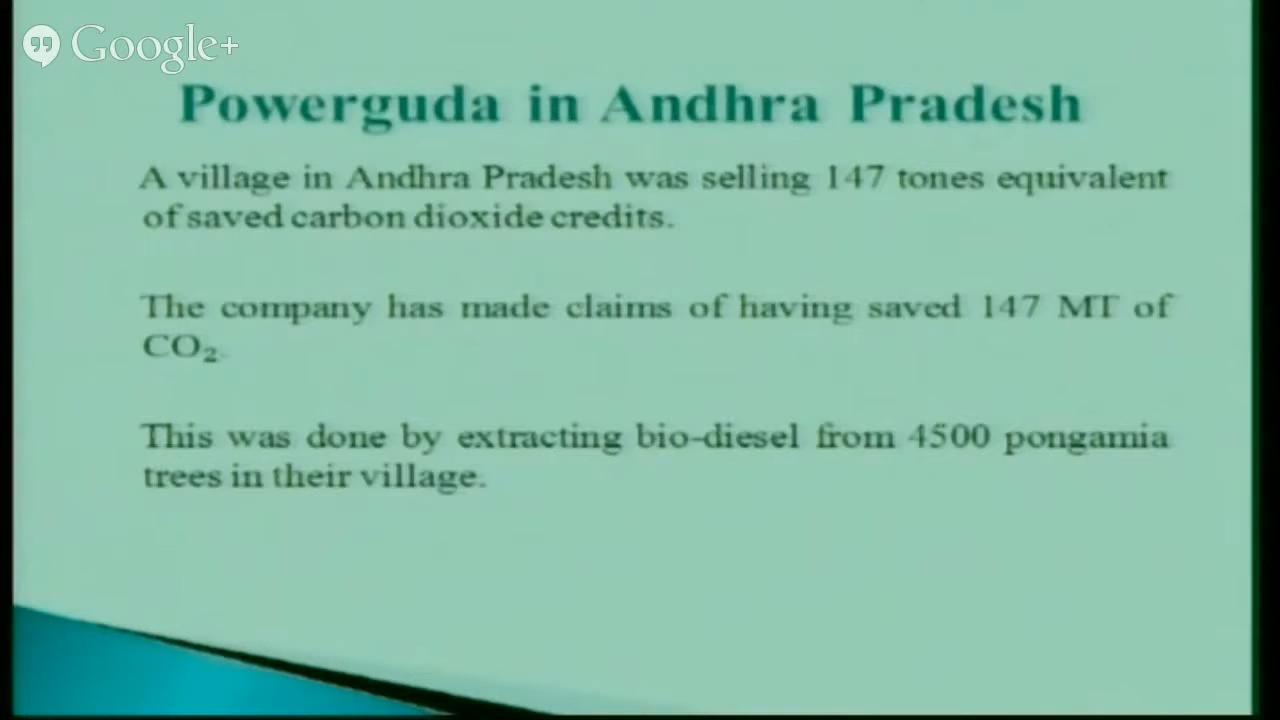 Google+
Powerguda in Andhra Pradesh
A village in Andhra Pradesh was selling 147 tones equivalent
of saved carbon dioxide credits.
The company has made claims of having saved 147 MT of
CO₂.
This was done by extracting bio-diesel from 4500 pongamia
trees in their village.